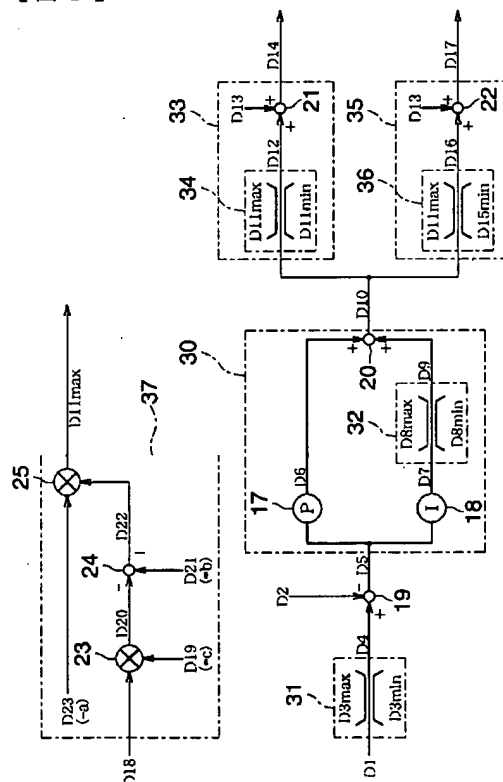 D14
D17
33
D13
21
+
+
35
D13
22
+
+
D12
D16
34
D11max
D11min
36
D11max
D15min
D10
30
20
+
+
D9
32
D8max
D8min
D6
D7
17
P
18
I
D5
D2
-
19
+
D4
31
D3max
D3min
D1
D11max
37
25
D22
24
-
-
D21
(=b)
D20
23
D19
(=c)
D23
(-a)
D18